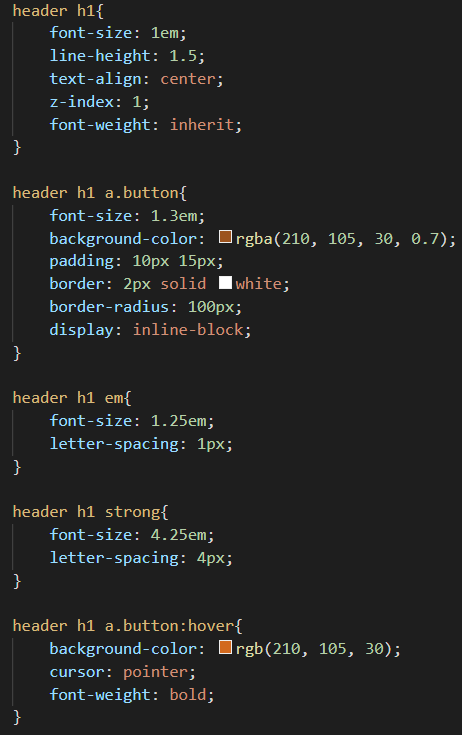 header h1{
    font-size: 1em;
    line-height: 1.5;
    text-align: center;
    z-index: 1;
    font-weight: inherit;
}

header h1 a.button{
    font-size: 1.3em;
    background-color: rgba(210, 105, 30, 0.7);
    padding: 10px 15px;
    border: 2px solid white;
    border-radius: 100px;
    display: inline-block;
}

header h1 em{
    font-size: 1.25em;
    letter-spacing: 1px;
}

header h1 strong{
    font-size: 4.25em;
    letter-spacing: 4px;
}

header h1 a.button:hover{
    background-color: rgb(210, 105, 30);
    cursor: pointer;
    font-weight: bold;
}